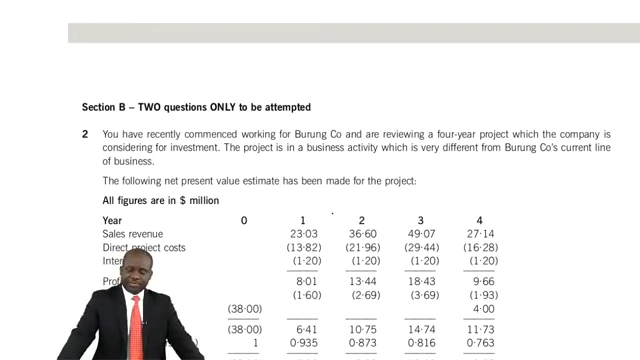 Section B – TWO questions ONLY to be attempted
2 You have recently commenced working for Burung Co and are reviewing a four-year project which the company is
considering for investment. The project is in a business activity which is very different from Burung Co's current line
of business.
The following net present value estimate has been made for the project:
All figures are in $ million
Year 0 1 2 3 4
Sales revenue 23·03 36·60 49·07 27·14
Direct project costs (13·82) (21·96) (29·44) (16·28)
(1·20) (1·20) (1·20) (1·20)
8·01 13·44 18·43 9·66
(1·60) (2·69) (3·69) (1·93)
(38·00) 4·00
(38·00) 6·41 10·75 14·74 11·73
1 0·935 0·873 0·816 0·763